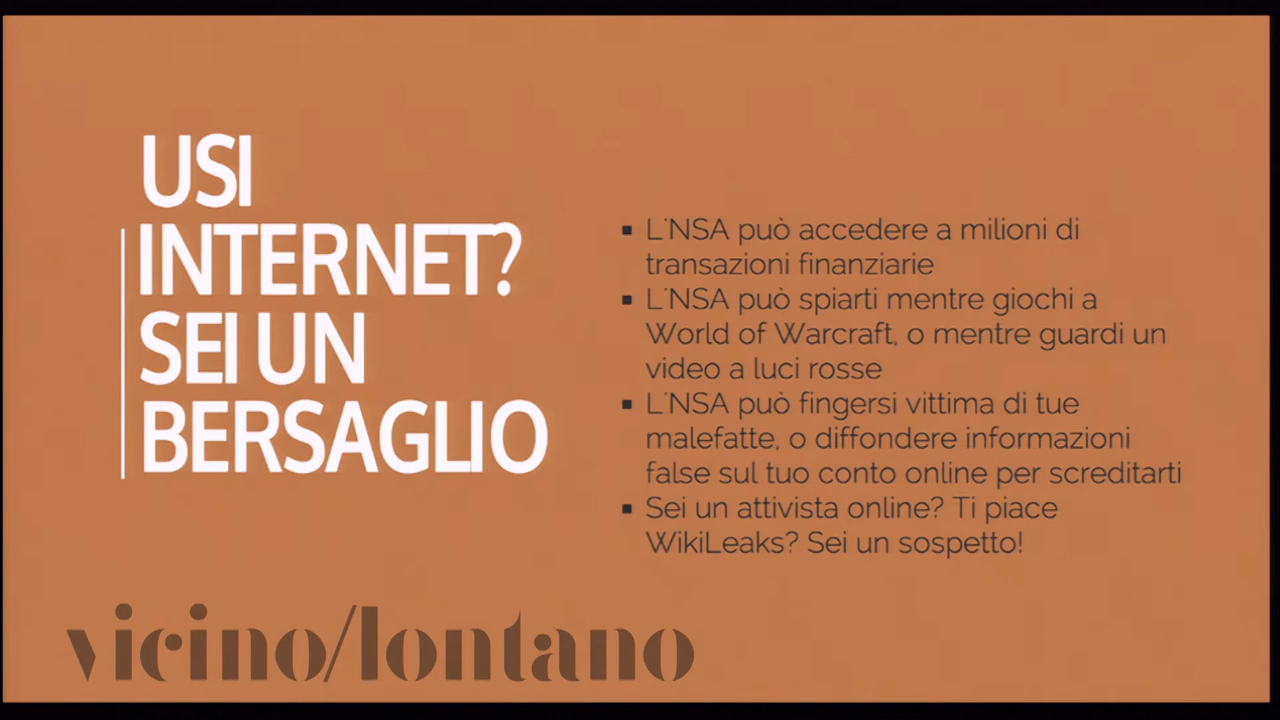 USI
INTERNET?
SEI UN
BERSAGLIO
▪ L'NSA può accedere a milioni di
transazioni finanziarie
▪ L'NSA può spiarti mentre giochi a
World of Warcraft, o mentre guardi un
video a luci rosse
▪ L'NSA può fingersi vittima di tue
malefatte, o diffondere informazioni
false sul tuo conto online per screditarti
▪ Sei un attivista online? Ti piace
WikiLeaks? Sei un sospetto!
vicino/lontano